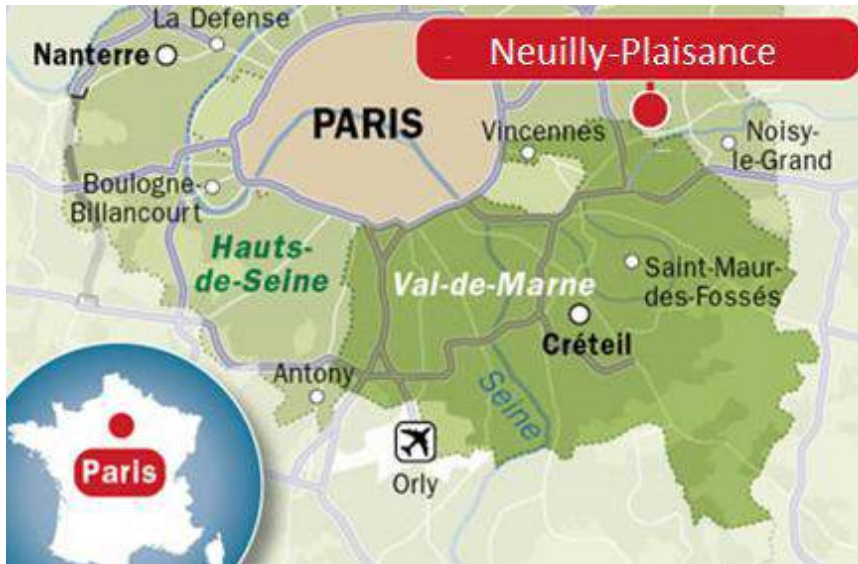 La Defense
Nanterre
Neuilly-Plaisance
PARIS
Vincennes
Noisy-
le-Grand
Boulogne-
Billancourt
Hauts-
de-Seine
Val-de-Marne
Saint-Maur-
des-Fossés
Créteil
Antony
Seine
Orly
Paris